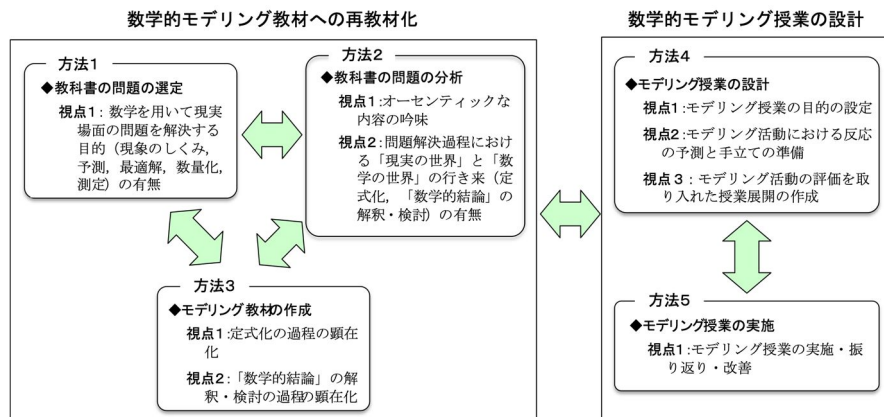 数学的モデリング教材への再教材化
方法1
◆教科書の問題の選定
視点1：数学を用いて現実
場面の問題を解決する
目的（現象のしくみ，
予測，最適解，数量化，
測定）の有無
方法2
◆教科書の問題の分析
視点1：オーセンティックな
内容の吟味
視点2：問題解決過程におけ
る「現実の世界」と「数
学の世界」の行き来（定
式化，「数学的結論」の
解釈・検討）の有無
方法3
◆モデリング教材の作成
視点1：定式化の過程の顕在
化
視点2：「数学的結論」の解
釈・検討の過程の顕在化
数学的モデリング授業の設計
方法4
◆モデリング授業の設計
視点1：モデリング授業の目的の設定
視点2：モデリング活動における反応
の予測と手立ての準備
視点３：モデリング活動の評価を取
り入れた授業展開の作成
方法5
◆モデリング授業の実施
視点1：モデリング授業の実施・振
り返り・改善